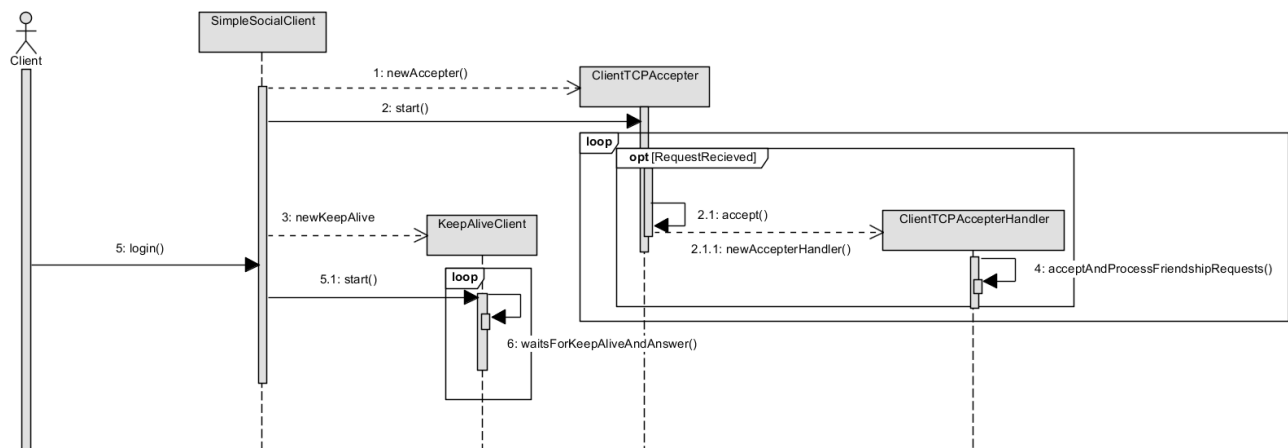 SimpleSocialClient
Client
1: newAccepter()
ClientTCPAccepter
2: start()
loop
opt [RequestRecieved]
2.1: accept()
3: newKeepAlive
KeepAliveClient
ClientTCPAccepterHandler
5: login()
2.1.1: newAccepterHandler()
loop
5.1: start()
4: acceptAndProcessFriendshipRequests()
6: waitsForKeepAliveAndAnswer()